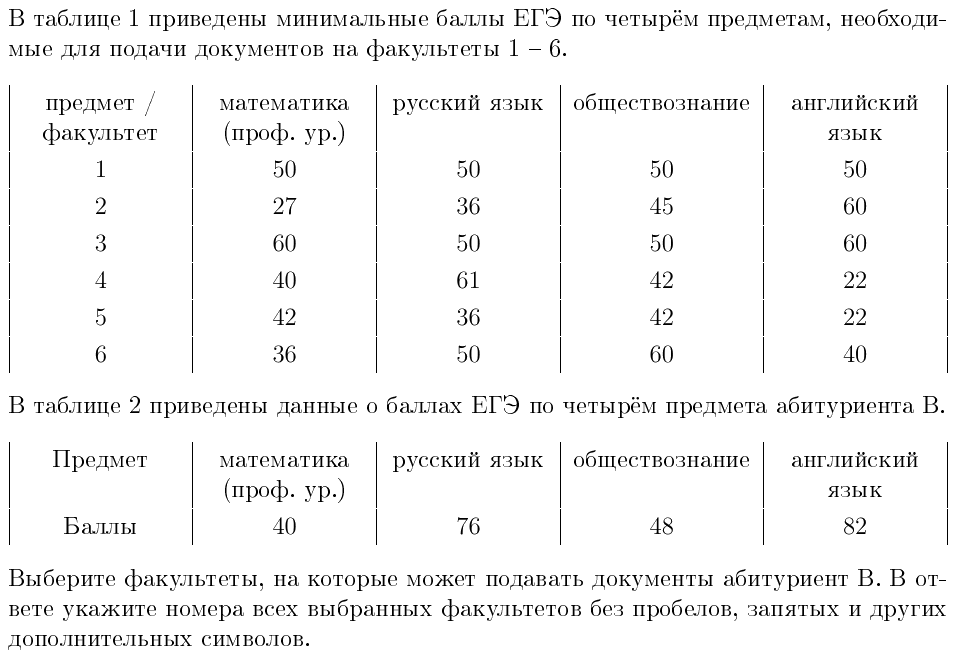 В таблице 1 приведены минимальные баллы ЕГЭ по четырём предметам, необходи-
мые для подачи документов на факультеты 1 – 6.
предмет / факультет | математика (проф. ур.) | русский язык | обществознание | английский язык
1 | 50 | 50 | 50 | 50
2 | 27 | 36 | 45 | 60
3 | 60 | 50 | 50 | 60
4 | 40 | 61 | 42 | 22
5 | 42 | 36 | 42 | 22
6 | 36 | 50 | 60 | 40
В таблице 2 приведены данные о баллах ЕГЭ по четырём предмета абитуриента В.
Предмет | математика (проф. ур.) | русский язык | обществознание | английский язык
Баллы | 40 | 76 | 48 | 82
Выберите факультеты, на которые может подавать документы абитуриент В. В от-
вете укажите номера всех выбранных факультетов без пробелов, запятых и других
дополнительных символов.